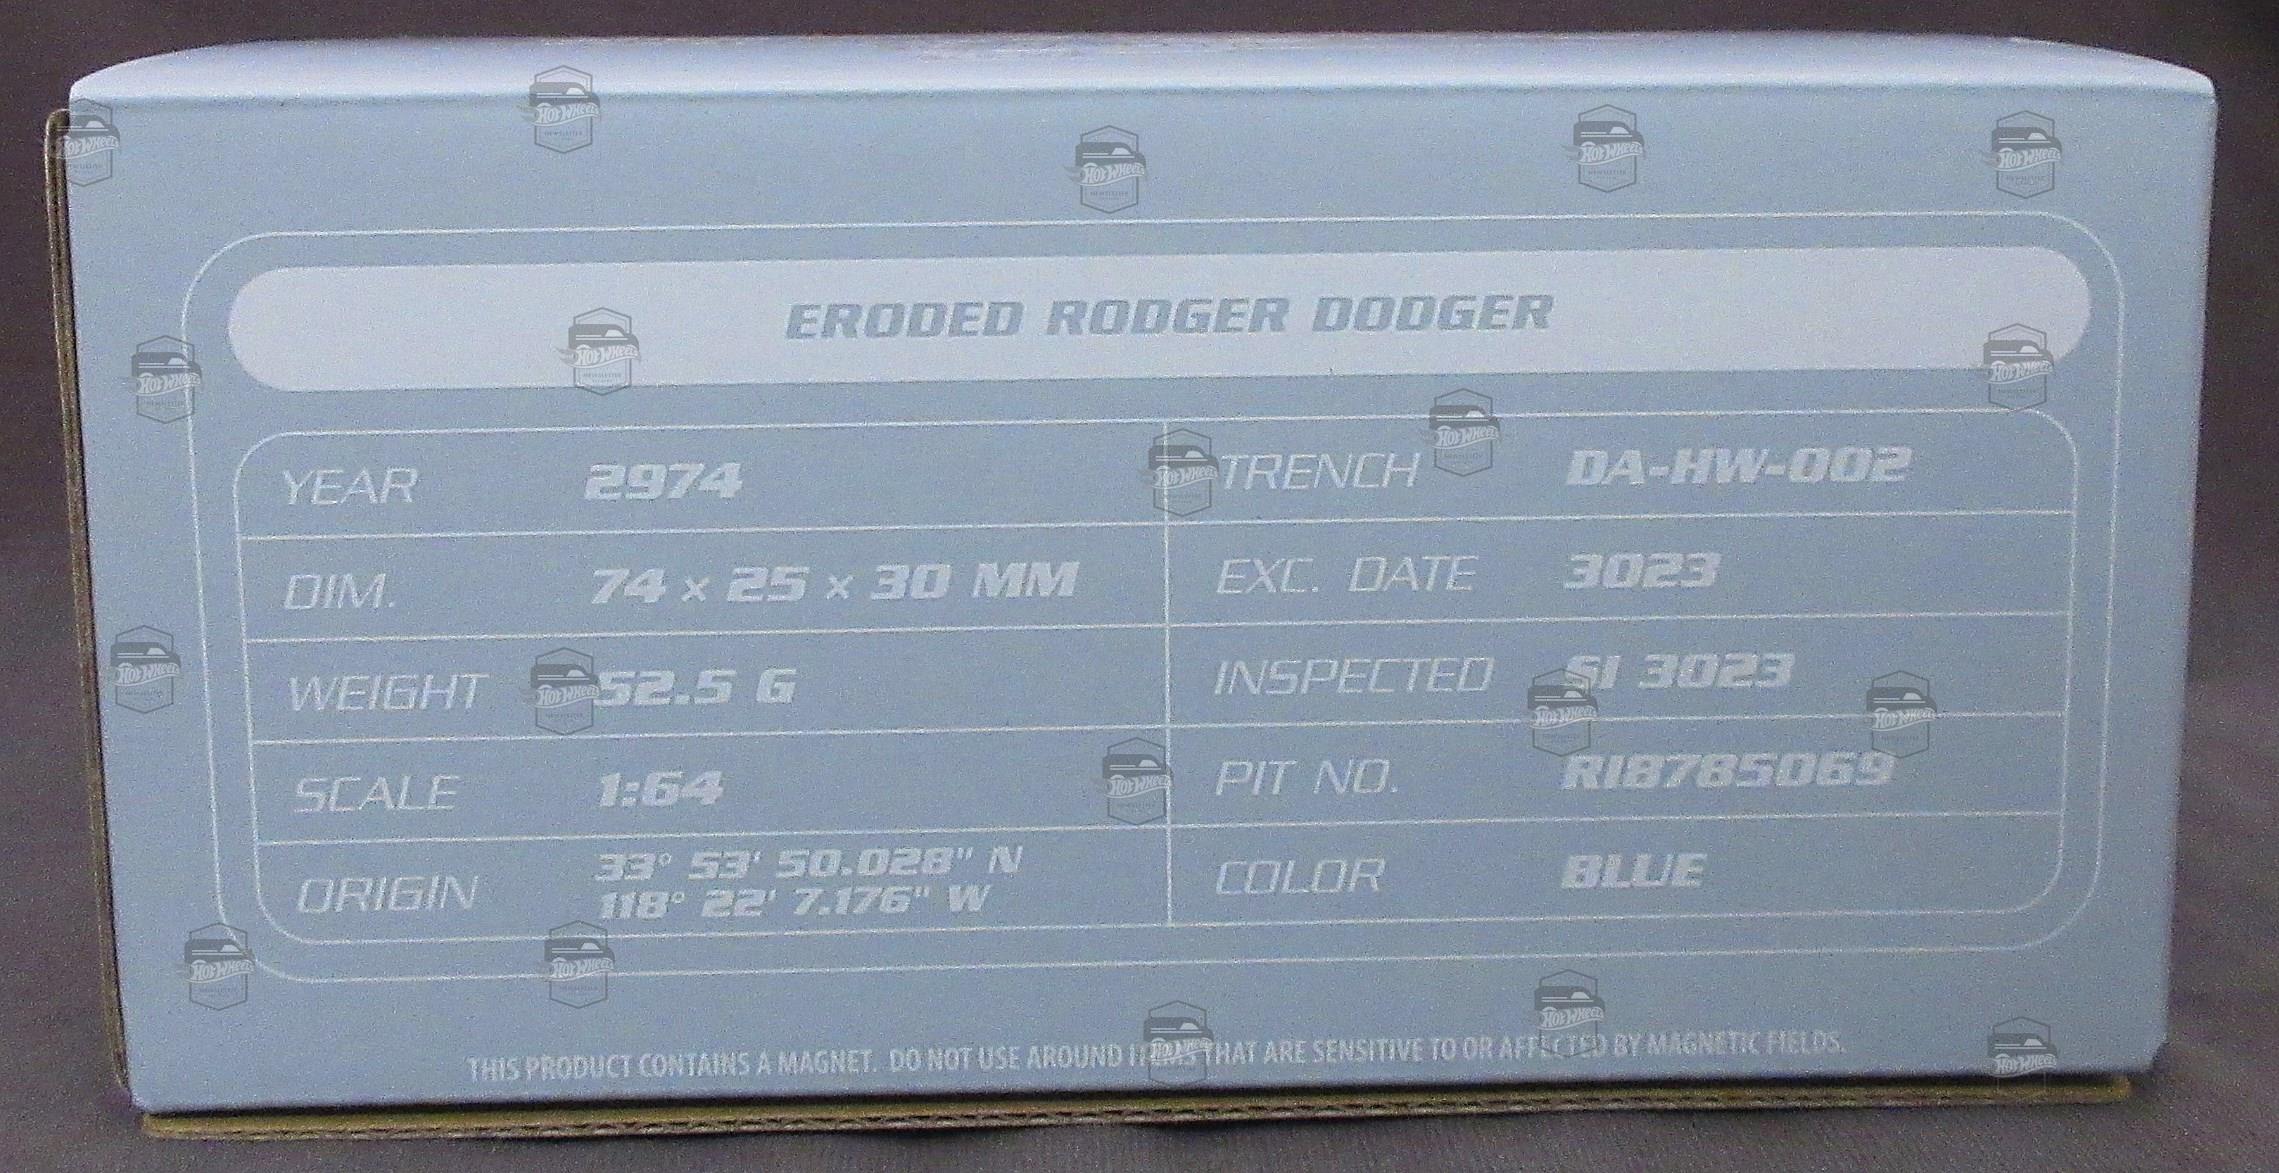 ERODED RODGER DODGER
YEAR 2974
DIM. 74 x 25 x 30 MM
WEIGHT 52.5 G
SCALE 1:64
ORIGIN 33° 53' 50.028" N
118° 22' 7.176" W
TRENCH DA-HW-002
EXC. DATE 3023
INSPECTED SI 3023
PIT NO. RI8785069
COLOR BLUE
THIS PRODUCT CONTAINS A MAGNET. DO NOT USE AROUND ITEMS THAT ARE SENSITIVE TO OR AFFECTED BY MAGNETIC FIELDS.
Hot Wheels
NEWSLETTER